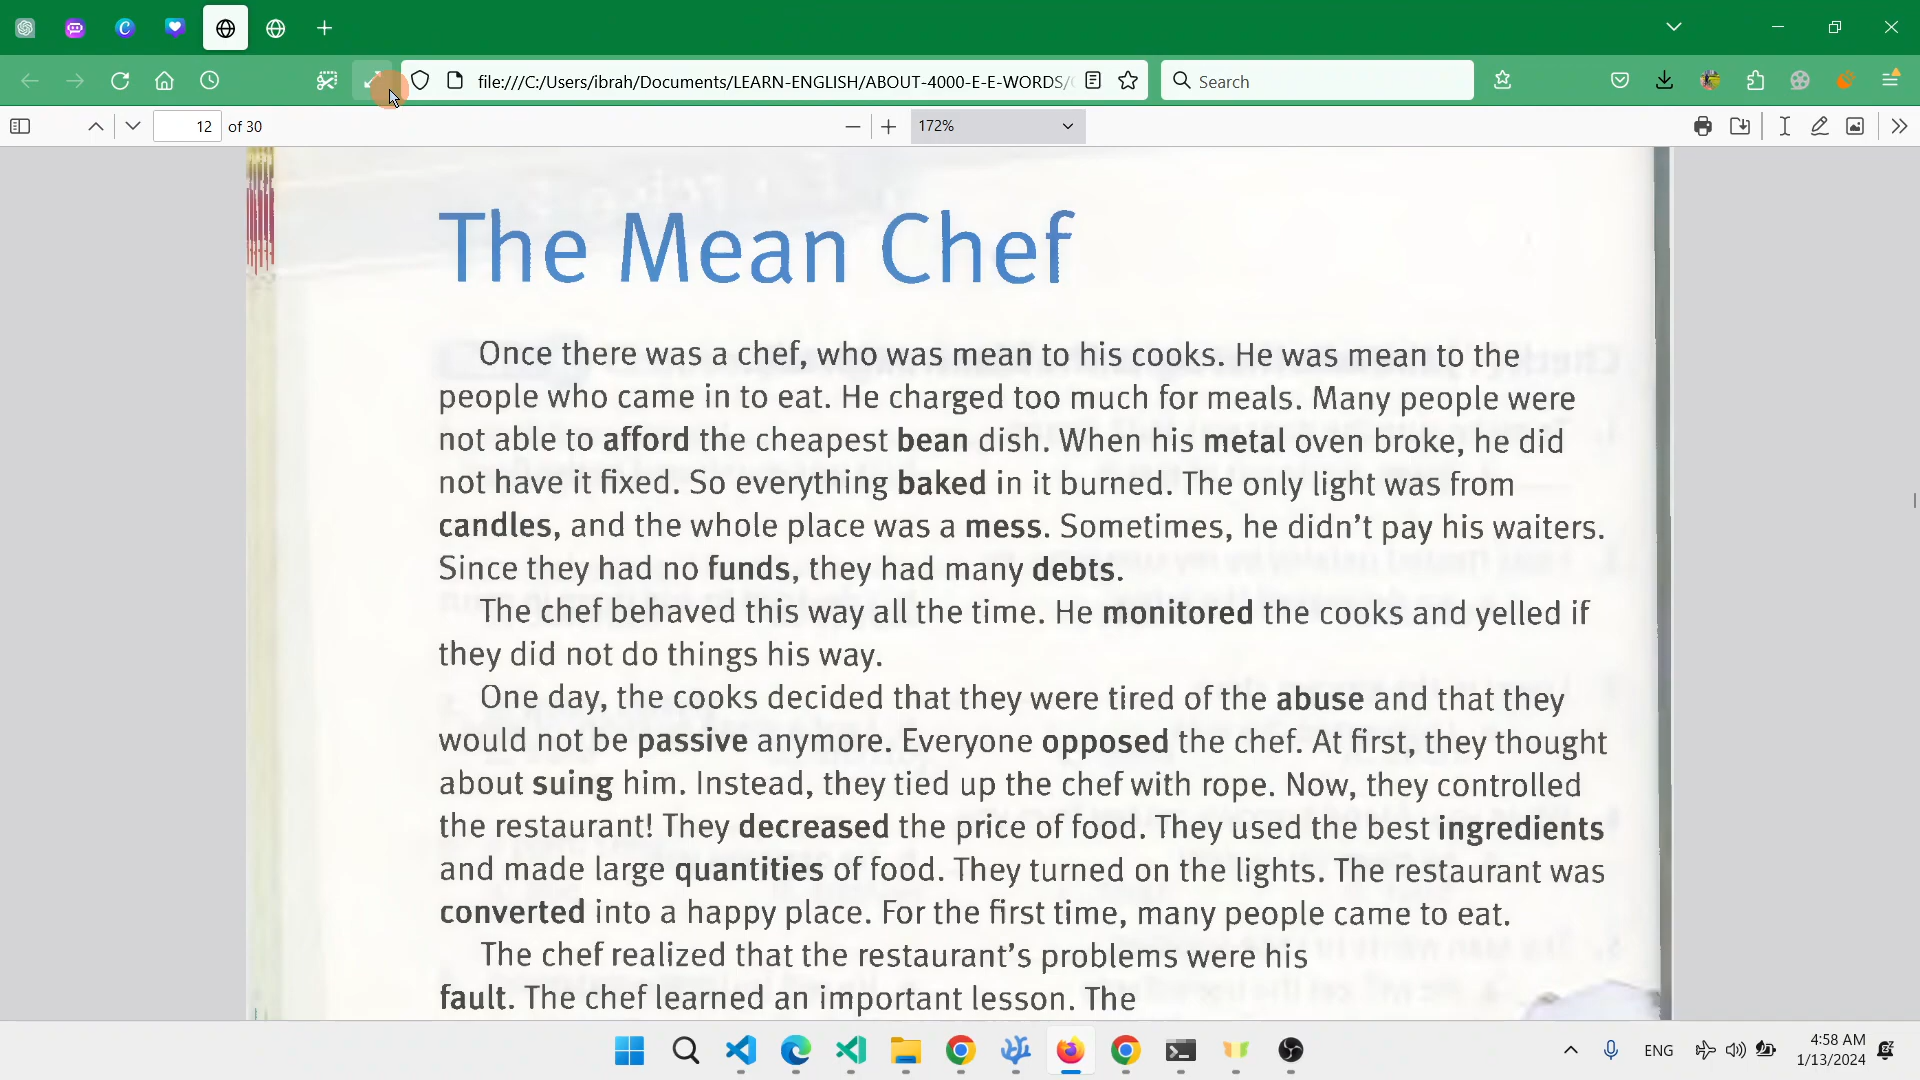 file:///C:/Users/ibrah/Documents/LEARN-ENGLISH/ABOUT-4000-E-E-WORDS/
Search
12 of 30
172%
The Mean Chef
Once there was a chef, who was mean to his cooks. He was mean to the
people who came in to eat. He charged too much for meals. Many people were
not able to afford the cheapest bean dish. When his metal oven broke, he did
not have it fixed. So everything baked in it burned. The only light was from
candles, and the whole place was a mess. Sometimes, he didn't pay his waiters.
Since they had no funds, they had many debts.
The chef behaved this way all the time. He monitored the cooks and yelled if
they did not do things his way.
One day, the cooks decided that they were tired of the abuse and that they
would not be passive anymore. Everyone opposed the chef. At first, they thought
about suing him. Instead, they tied up the chef with rope. Now, they controlled
the restaurant! They decreased the price of food. They used the best ingredients
and made large quantities of food. They turned on the lights. The restaurant was
converted into a happy place. For the first time, many people came to eat.
The chef realized that the restaurant's problems were his
fault. The chef learned an important lesson. The
ENG
4:58 AM
1/13/2024